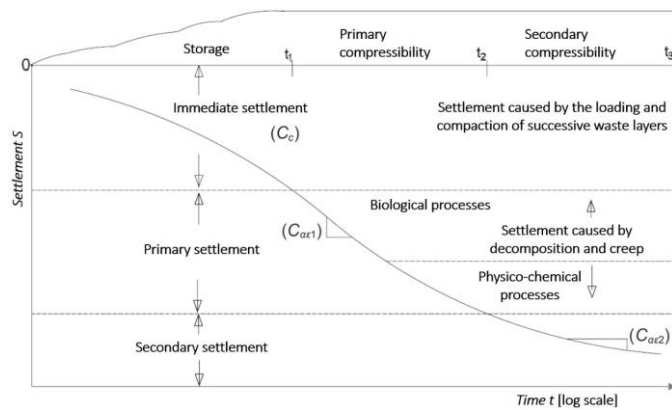 Primary
compressibility
Secondary
compressibility
Storage
t1
t2
t3
0
Immediate settlement
(Cc)
Settlement caused by the loading and
compaction of successive waste layers
Settlement S
Biological processes
(Cαε1)
Settlement caused by
decomposition and creep
Primary settlement
Physico-chemical
processes
(Cαε2)
Secondary settlement
Time t [log scale]